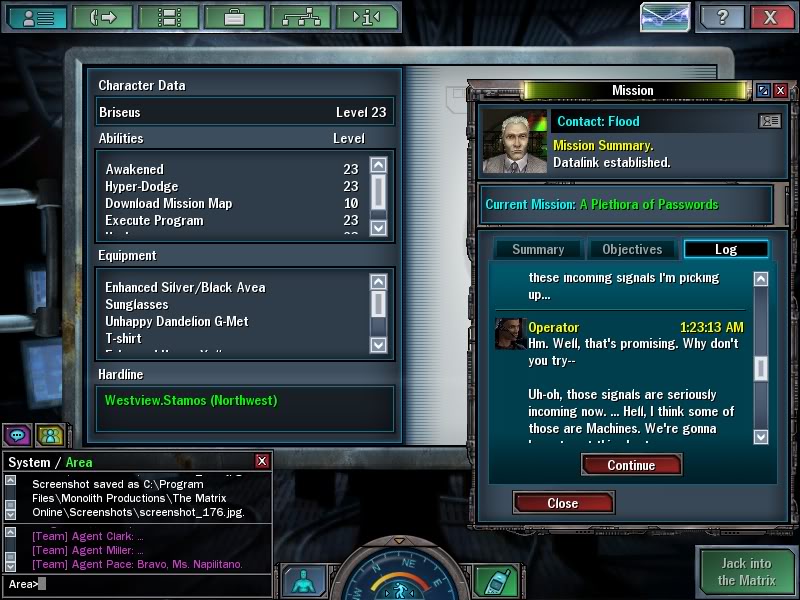 ?
X
Character Data
Briseus Level 23
Abilities Level
Awakened 23
Hyper-Dodge 23
Download Mission Map 10
Execute Program 23
Equipment
Enhanced Silver/Black Avea
Sunglasses
Unhappy Dandelion G-Met
T-shirt
Hardline
Westview.Stamos (Northwest)
Mission
Contact: Flood
Mission Summary.
Datalink established.
Current Mission: A Plethora of Passwords
Summary Objectives Log
these incoming signals I'm picking
up...
Operator 1:23:13 AM
Hm. Well, that's promising. Why don't
you try--
Uh-oh, those signals are seriously
incoming now. ... Hell, I think some of
those are Machines. We're gonna
Continue
Close
System / Area
Screenshot saved as C:\Program
Files\Monolith Productions\The Matrix
Online\Screenshots\screenshot_176.jpg.
[Team] Agent Clark: ...
[Team] Agent Miller: ...
[Team] Agent Pace: Bravo, Ms. Napilitano.
Area>
NW N NE E
Jack into
the Matrix